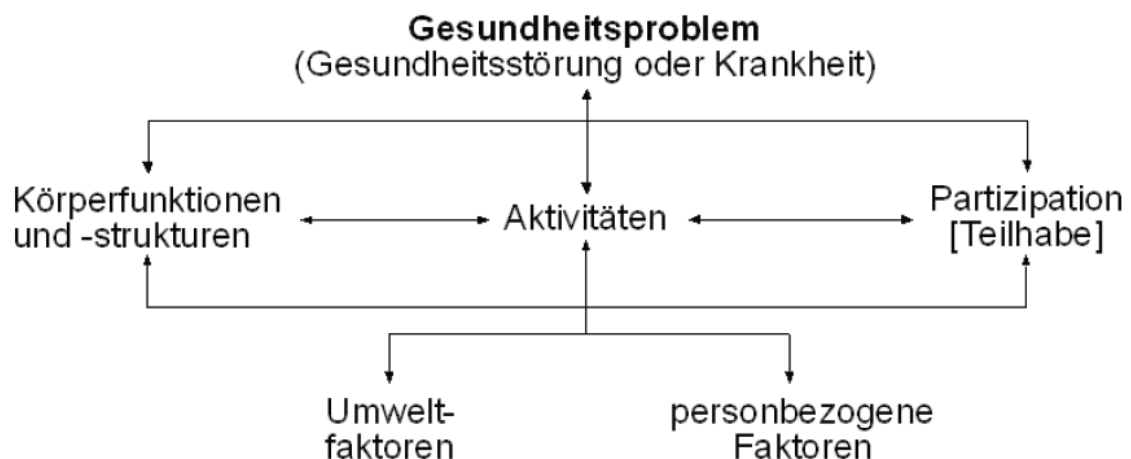 Gesundheitsproblem
(Gesundheitsstörung oder Krankheit)
Körperfunktionen
und -strukturen
Aktivitäten
Partizipation
[Teilhabe]
Umwelt-
faktoren
personbezogene
Faktoren